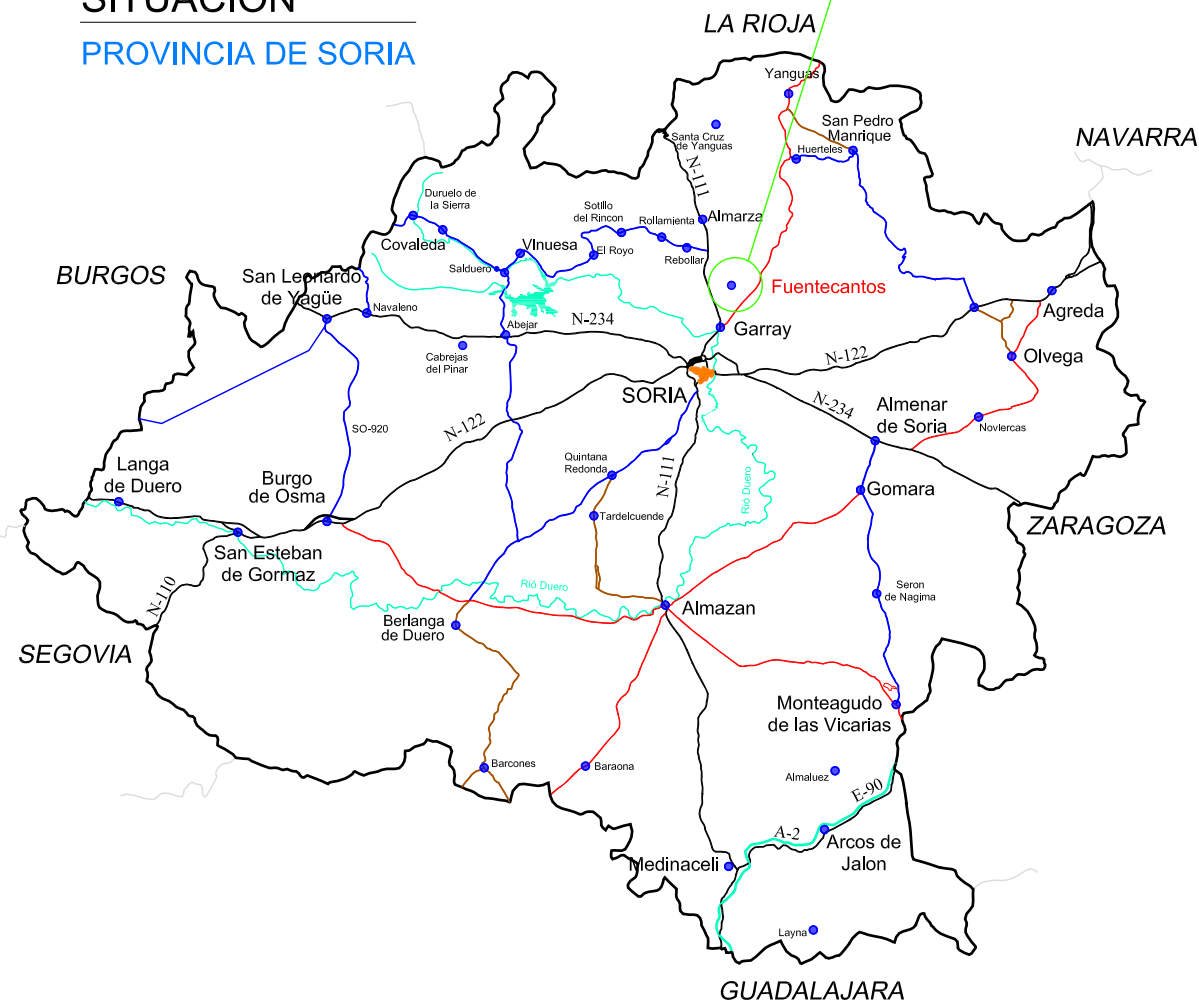 SITUACIÓN
PROVINCIA DE SORIA
LA RIOJA
NAVARRA
BURGOS
ZARAGOZA
SEGOVIA
GUADALAJARA
Yanguas
San Pedro
Manrique
Santa Cruz
de Yanguas
Huerteles
N-111
Duruelo de
la Sierra
Covaleda
Salduero
VInuesa
Sotillo
del Rincon
Rollamienta
El Royo
Rebollar
Almarza
Fuentecantos
San Leonardo
de Yagüe
Navaleno
Abejar
N-234
Cabrejas
del Pinar
Garray
N-122
Agreda
Olvega
SORIA
N-234
Almenar
de Soria
Novlercas
SO-920
N-122
Langa
de Duero
Burgo
de Osma
Quintana
Redonda
N-111
Rió Duero
Gomara
Tardelcuende
San Esteban
de Gormaz
N-110
Rió Duero
Almazan
Seron
de Nagima
Berlanga
de Duero
Monteagudo
de las Vicarias
Barcones
Baraona
Almaluez
E-90
A-2
Arcos de
Jalon
Medinaceli
Layna